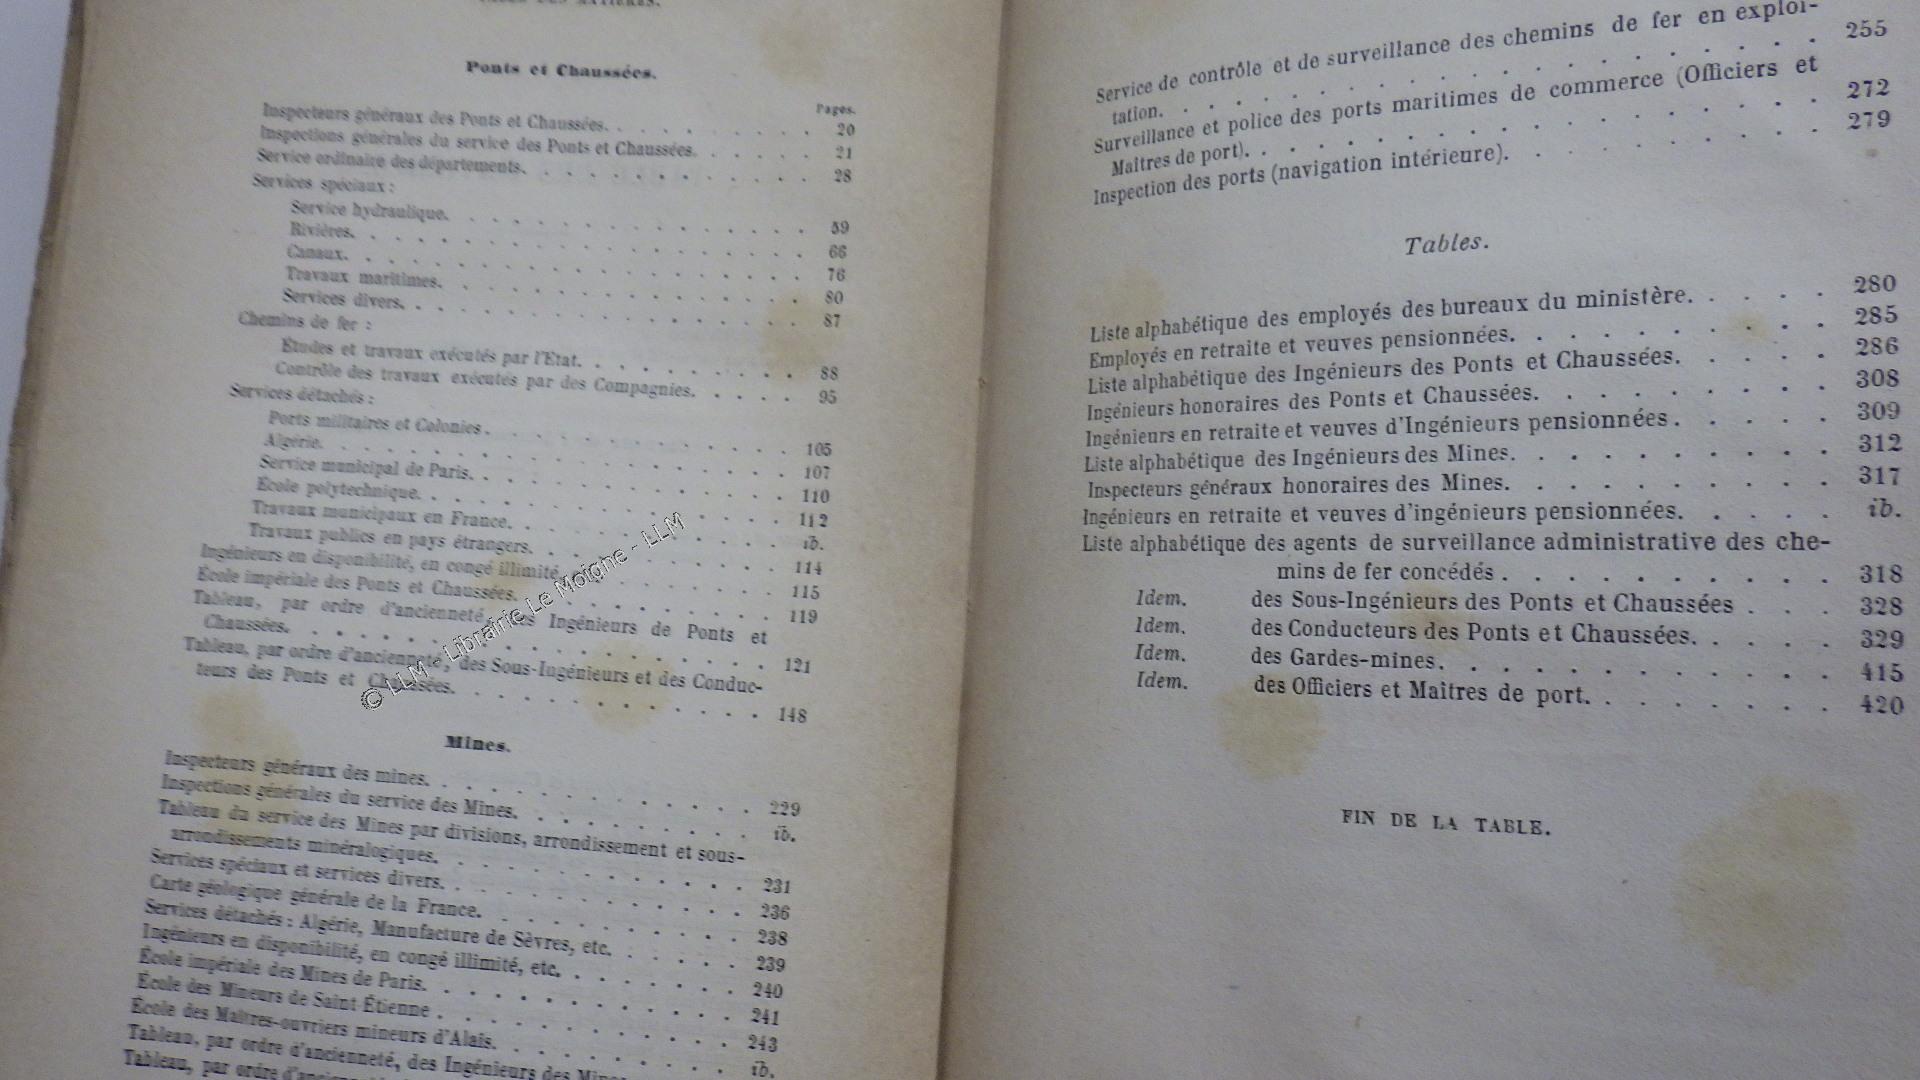 TABLE DES MATIÈRES.
Ponts et Chaussées.
Pages.
Inspecteurs généraux des Ponts et Chaussées. 20
Inspections générales du service des Ponts et Chaussées. 21
Service ordinaire des départements. 28
Services spéciaux :
Service hydraulique. 59
Rivières. 66
Canaux. 76
Travaux maritimes. 80
Services divers. 87
Chemins de fer :
Études et travaux exécutés par l'État. 88
Contrôle des travaux exécutés par des Compagnies. 95
Services détachés :
Ports militaires et Colonies. 105
Algérie. 107
Service municipal de Paris. 110
École polytechnique. 112
Travaux municipaux en France. ib.
Travaux publics en pays étrangers. 114
Ingénieurs en disponibilité, en congé illimité. 115
École impériale des Ponts et Chaussées. 119
Tableau, par ordre d'ancienneté, des Ingénieurs de Ponts et
Chaussées. 121
Tableau, par ordre d'ancienneté, des Sous-Ingénieurs et des Conduc-
teurs des Ponts et Chaussées. 148
Mines.
Inspecteurs généraux des mines. 229
Inspections générales du service des Mines. ib.
Tableau du service des Mines par divisions, arrondissement et sous-
arrondissements minéralogiques. 231
Services spéciaux et services divers. 236
Carte géologique générale de la France. 238
Services détachés : Algérie, Manufacture de Sèvres, etc. 239
Ingénieurs en disponibilité, en congé illimité, etc. 240
École impériale des Mines de Paris. 241
École des Mineurs de Saint-Étienne 243
École des Maîtres-ouvriers mineurs d'Alais. ib.
Tableau, par ordre d'ancienneté, des Ingénieurs des Mines
Tableau, par ordre d'ancienneté
© LLM - Librairie Le Moigne - LLM
Service de contrôle et de surveillance des chemins de fer en exploi-
tation. 255
Surveillance et police des ports maritimes de commerce (Officiers et
Maîtres de port). 272
Inspection des ports (navigation intérieure). 279
Tables.
Liste alphabétique des employés des bureaux du ministère. 280
Employés en retraite et veuves pensionnées. 285
Liste alphabétique des Ingénieurs des Ponts et Chaussées. 286
Ingénieurs honoraires des Ponts et Chaussées. 308
Ingénieurs en retraite et veuves d'Ingénieurs pensionnées. 309
Liste alphabétique des Ingénieurs des Mines. 312
Inspecteurs généraux honoraires des Mines. 317
Ingénieurs en retraite et veuves d'ingénieurs pensionnées. ib.
Liste alphabétique des agents de surveillance administrative des che-
mins de fer concédés. 318
Idem. des Sous-Ingénieurs des Ponts et Chaussées 328
Idem. des Conducteurs des Ponts et Chaussées. 329
Idem. des Gardes-mines. 415
Idem. des Officiers et Maîtres de port. 420
FIN DE LA TABLE.